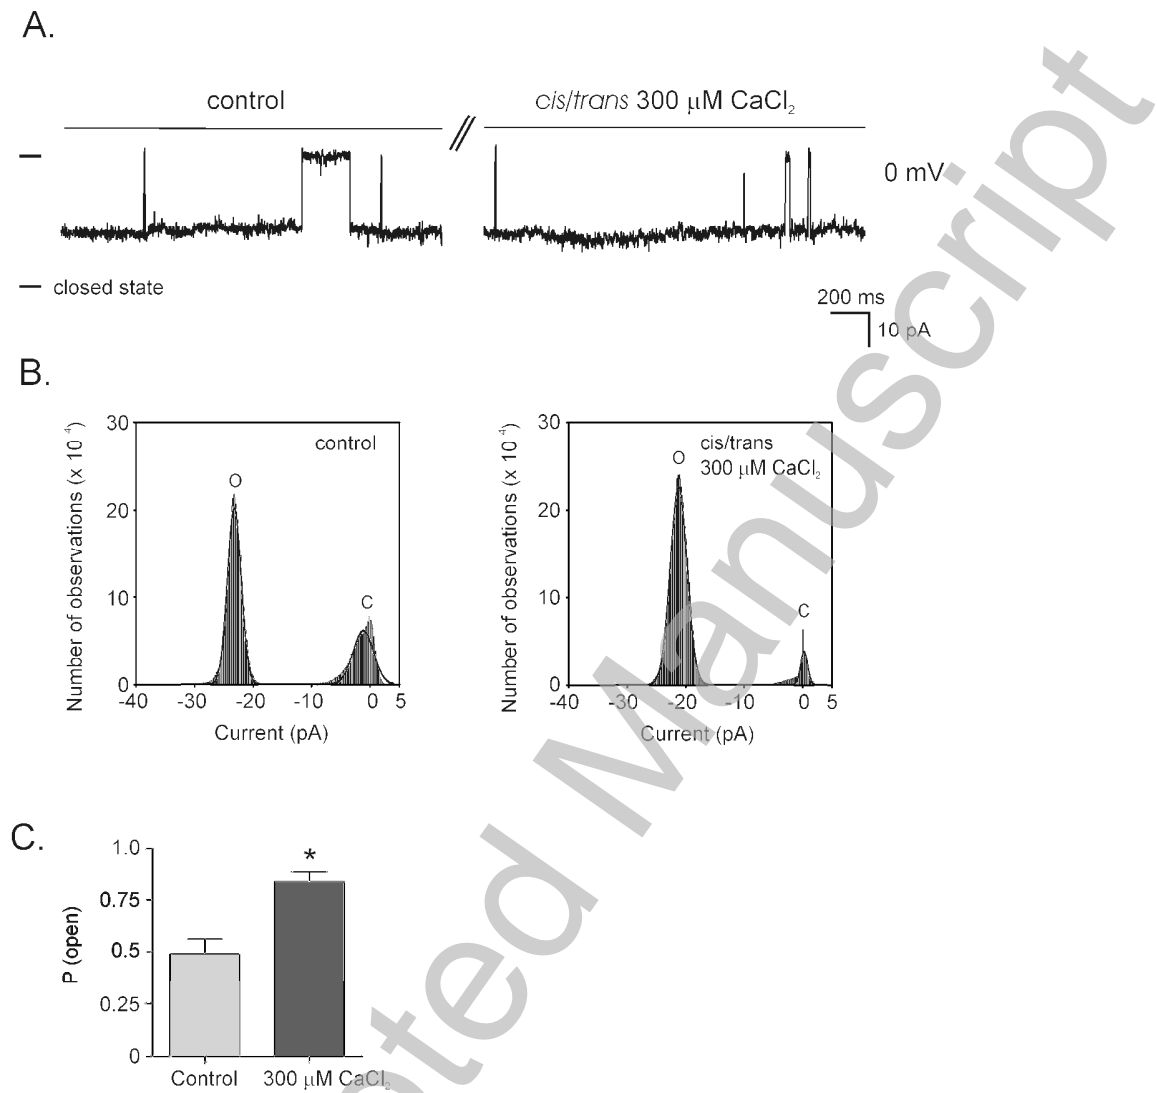 A.
control
cis/trans 300 μM CaCl₂
0 mV
closed state
200 ms
10 pA
B.
Number of observations (x 10⁻⁴)
30
20
10
0
control
O
C
-40 -30 -20 -10 0 5
Current (pA)
Number of observations (x 10⁻⁴)
30
20
10
0
cis/trans
300 μM CaCl₂
O
C
-40 -30 -20 -10 0 5
Current (pA)
C.
P (open)
1.0
0.75
0.5
0.25
0
*
Control 300 μM CaCl₂
pted Manuscript